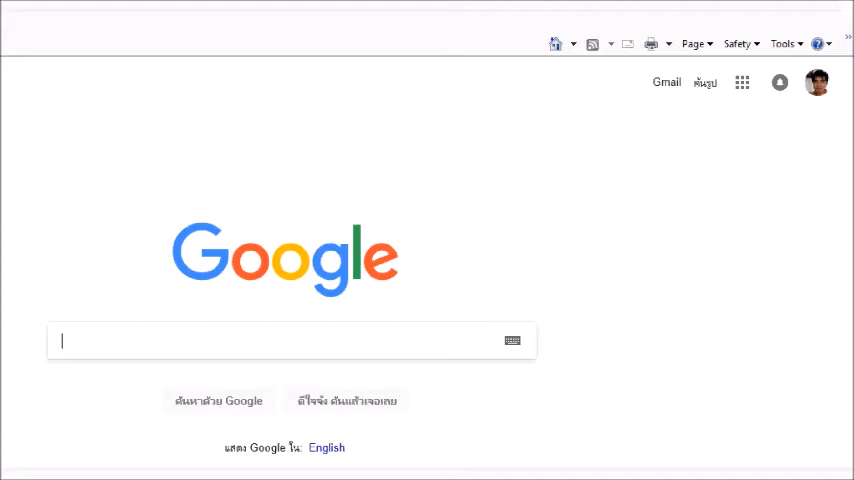 Page Safety Tools
Gmail ค้นรูป
Google
ค้นหาด้วย Google ดีใจจัง ค้นแล้วเจอเลย
แสดง Google ใน: English